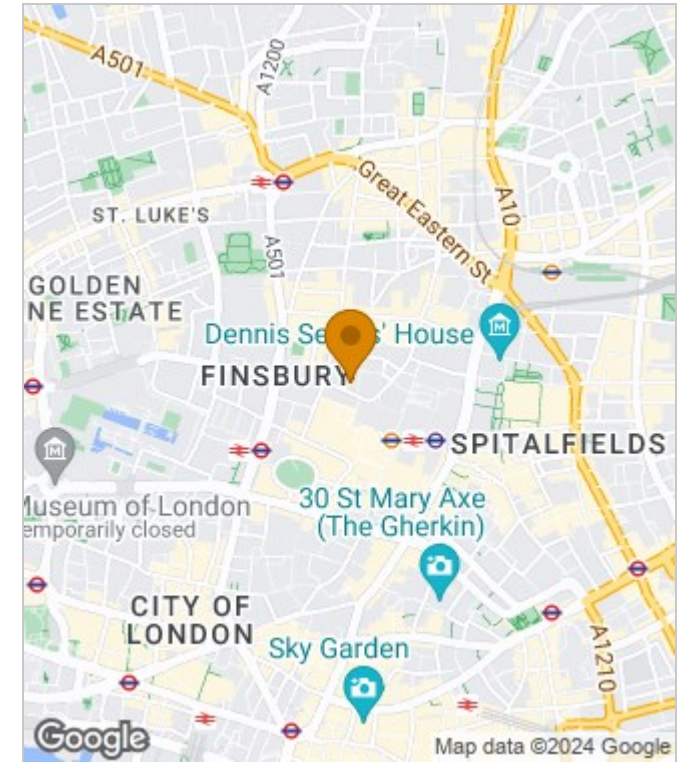 A501
A1200
Great Eastern St
A10
ST. LUKE'S
A501
GOLDEN
NE ESTATE
Dennis Se s' House
FINSBURY
SPITALFIELDS
Museum of London
emporarily closed
30 St Mary Axe
(The Gherkin)
CITY OF
LONDON
Sky Garden
A1210
Google
Map data ©2024 Google